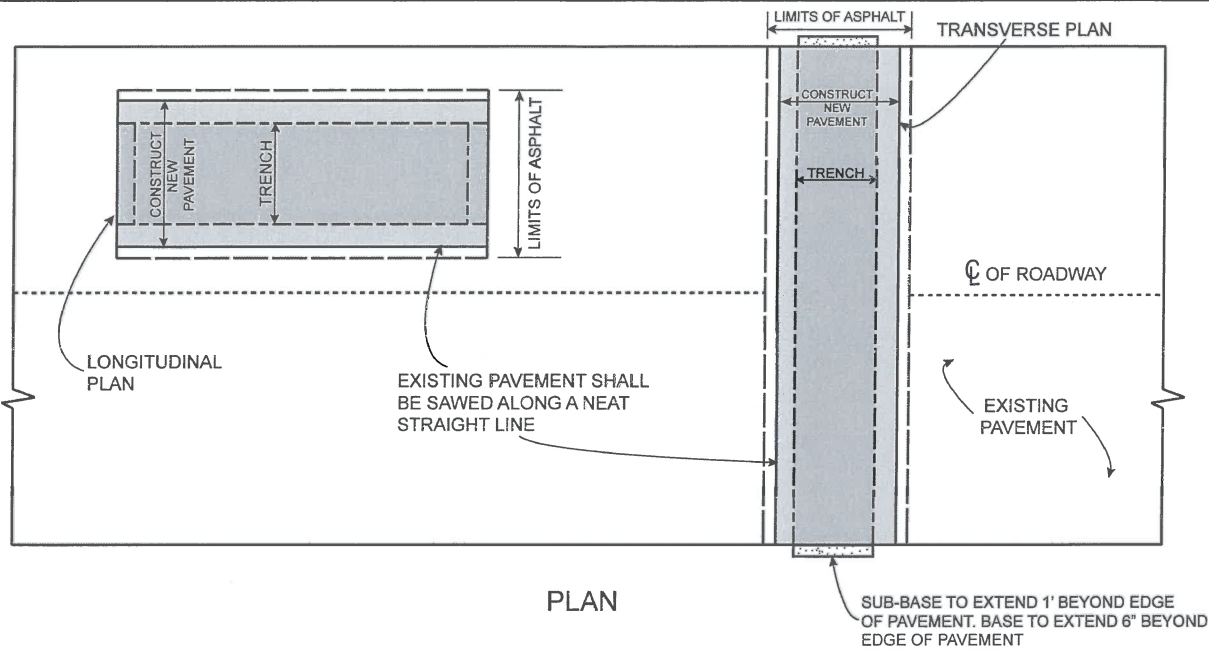 LIMITS OF ASPHALT
TRANSVERSE PLAN
CONSTRUCT
NEW
PAVEMENT
TRENCH
CONSTRUCT
NEW
PAVEMENT
TRENCH
LIMITS OF ASPHALT
℄ OF ROADWAY
LONGITUDINAL
PLAN
EXISTING PAVEMENT SHALL
BE SAWED ALONG A NEAT
STRAIGHT LINE
EXISTING
PAVEMENT
PLAN
SUB-BASE TO EXTEND 1' BEYOND EDGE
OF PAVEMENT. BASE TO EXTEND 6" BEYOND
EDGE OF PAVEMENT